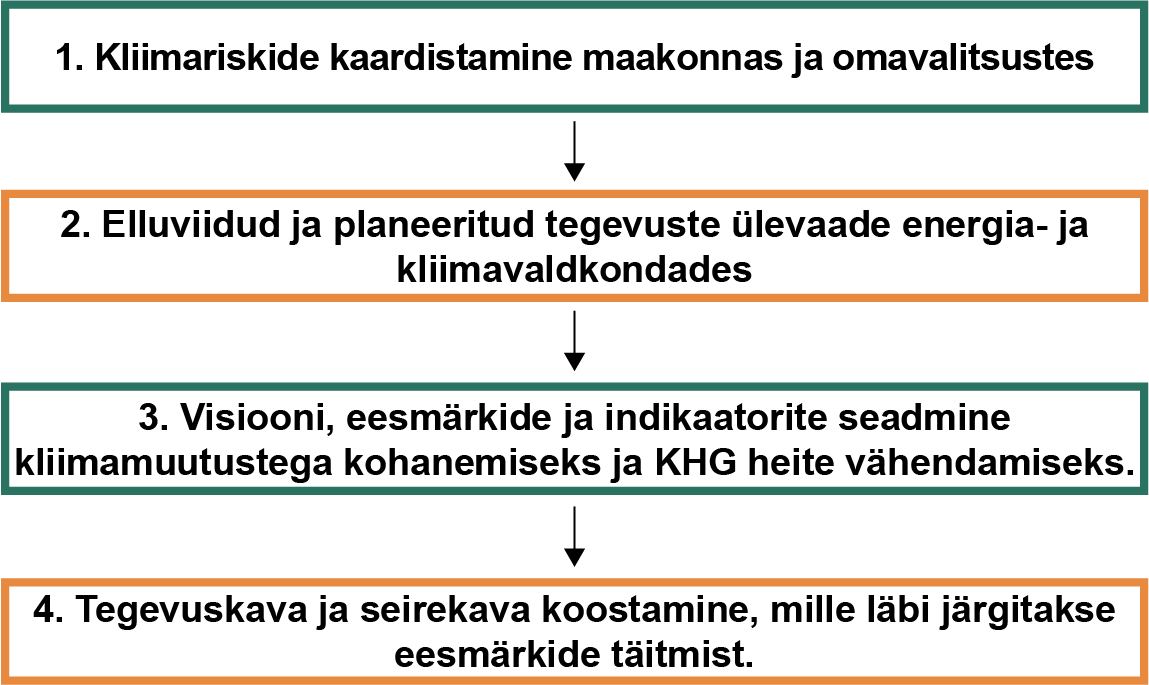 1. Kliimariskide kaardistamine maakonnas ja omavalitsustes
2. Elluviidud ja planeeritud tegevuste ülevaade energia- ja
kliimavaldkondades
3. Visiooni, eesmärkide ja indikaatorite seadmine
kliimamuutustega kohanemiseks ja KHG heite vähendamiseks.
4. Tegevuskava ja seirekava koostamine, mille läbi järgitakse
eesmärkide täitmist.